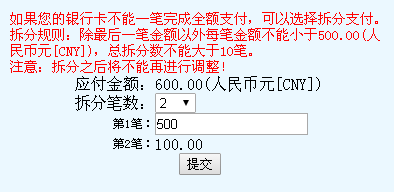 如果您的银行卡不能一笔完成全额支付，可以选择拆分支付。
拆分规则：除最后一笔金额以外每笔金额不能小于500.00(人
民币元[CNY])，总拆分数不能大于10笔。
注意：拆分之后将不能再进行调整！
应付金额：600.00(人民币元[CNY])
拆分笔数：2
第1笔：500
第2笔：100.00
提交